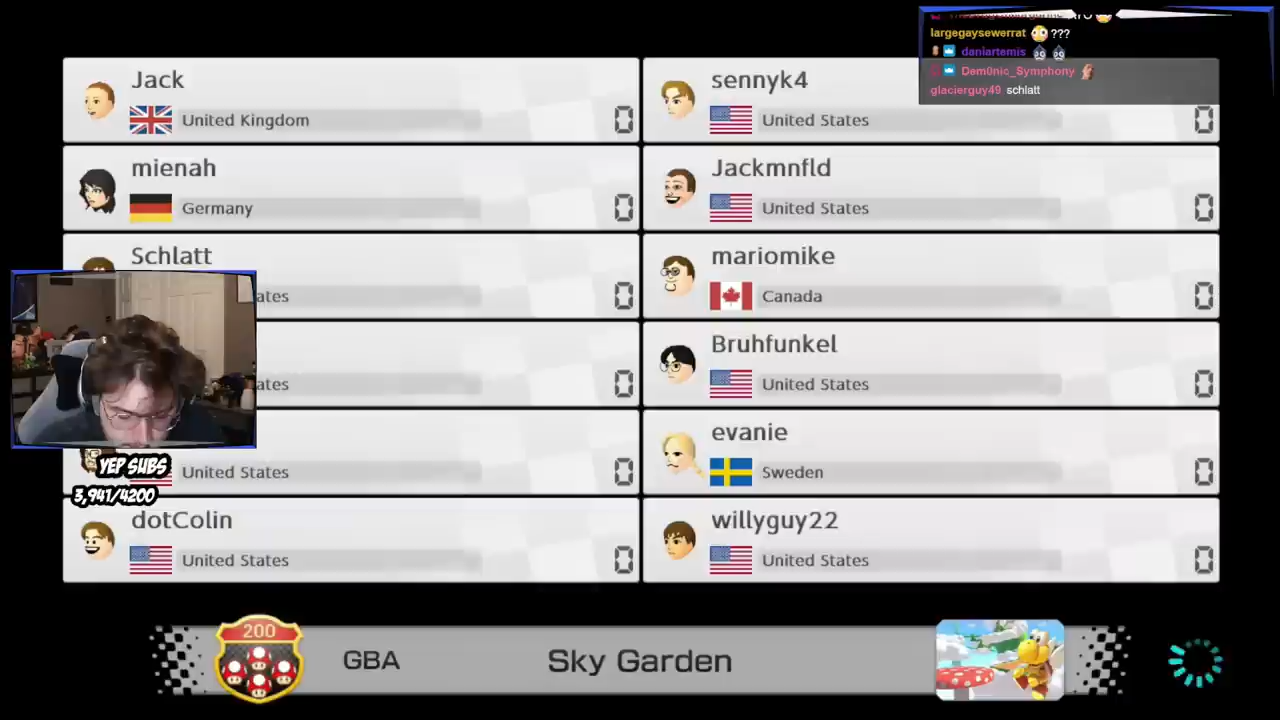 ???
largegaysewerrat ???
daniartemis
Dem0nic_Symphony
glacierguy49 schlatt
Jack
United Kingdom
0
sennyk4
United States
0
mienah
Germany
0
Jackmnfld
United States
0
Schlatt
ates
0
mariomike
Canada
0
ates
0
Bruhfunkel
United States
0
United States
0
evanie
Sweden
0
YEP SUBS
3,941/4200
dotColin
United States
0
willyguy22
United States
0
200
GBA
Sky Garden